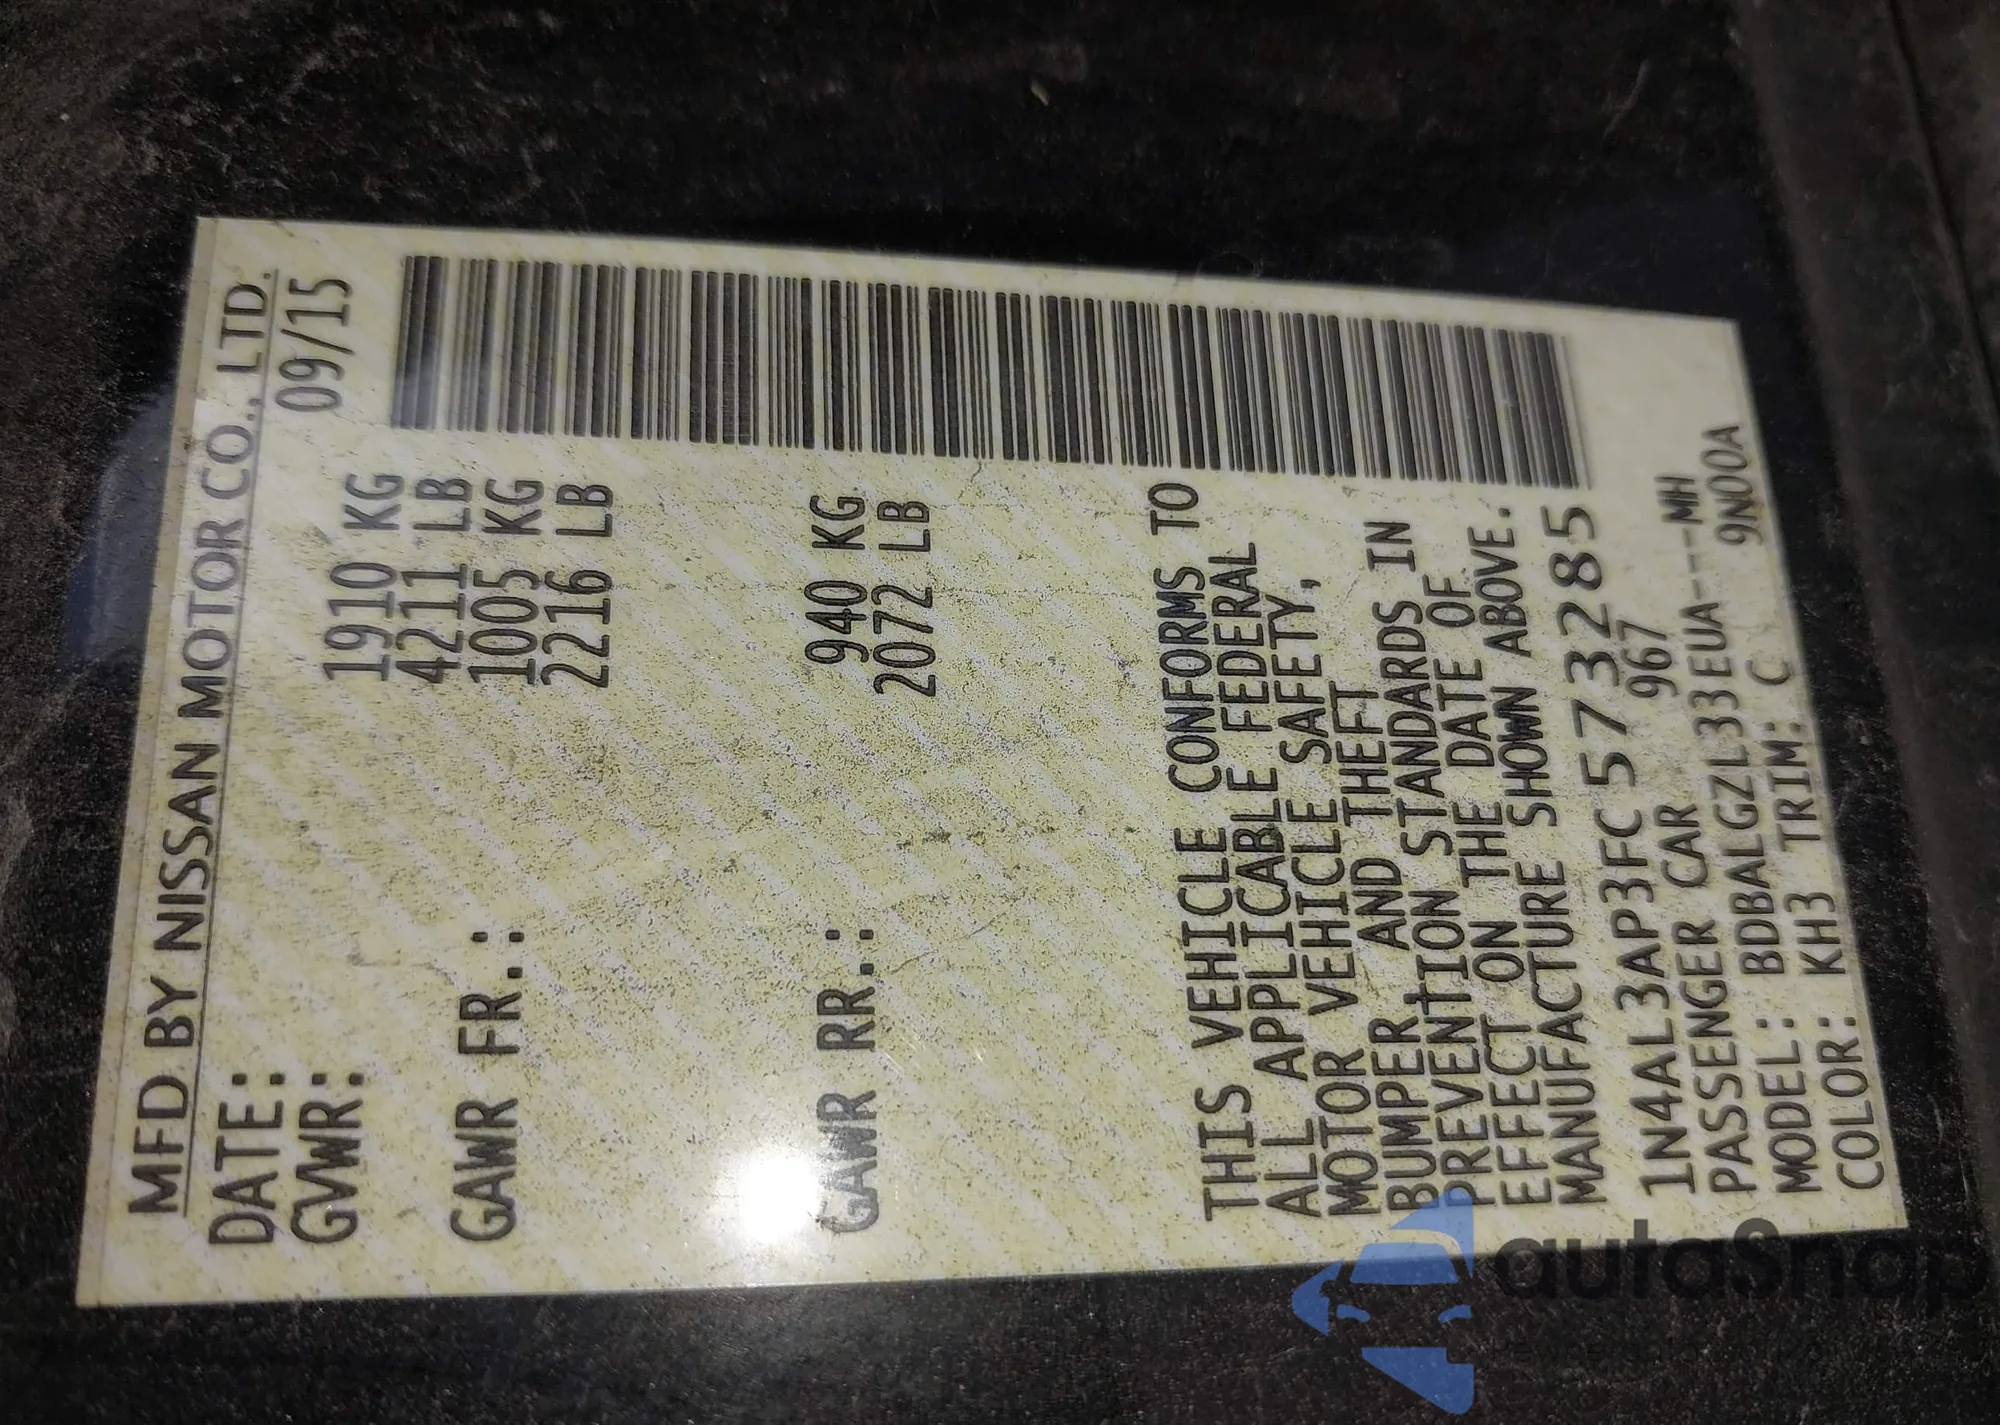 MFD BY NISSAN MOTOR CO., LTD.
DATE: 09/15
GVWR: 1910 KG
4211 LB
GAWR FR.: 1005 KG
2216 LB
GAWR RR.: 940 KG
2072 LB
THIS VEHICLE CONFORMS TO
ALL APPLICABLE FEDERAL
MOTOR VEHICLE SAFETY,
BUMPER AND THEFT
PREVENTION STANDARDS IN
EFFECT ON THE DATE OF
MANUFACTURE SHOWN ABOVE.
1N4AL3AP3FC573285
PASSENGER CAR 967
MODEL: BDBALGZL33EUA---MH
COLOR: KH3 TRIM: C 9N00A
autaSnap